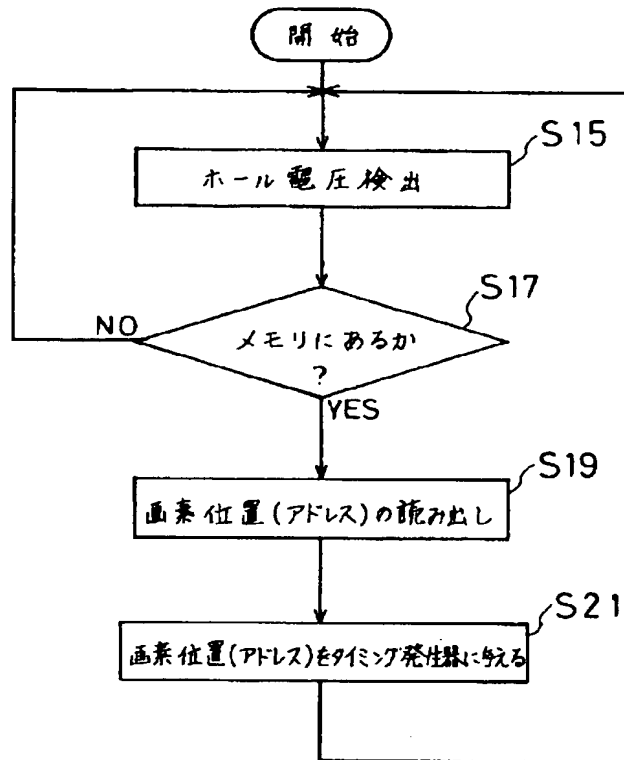 開始
S15
ホール電圧検出
S17
NO
メモリにあるか
?
YES
S19
画素位置(アドレス)の読み出し
S21
画素位置(アドレス)をタイミング発生器に与える